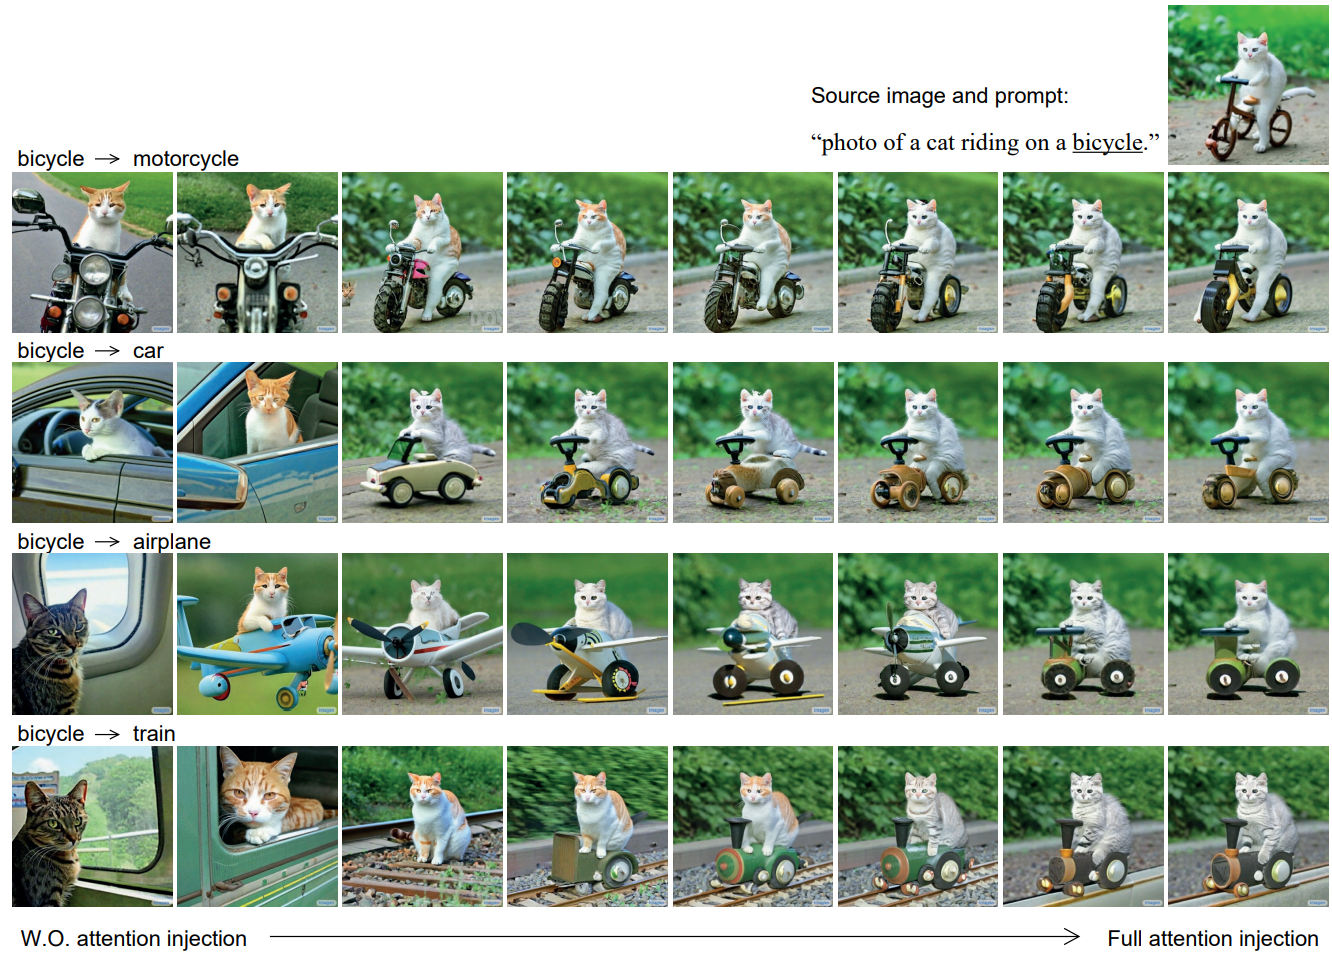 Source image and prompt:
“photo of a cat riding on a bicycle.”
bicycle → motorcycle
bicycle → car
bicycle → airplane
bicycle → train
W.O. attention injection → Full attention injection